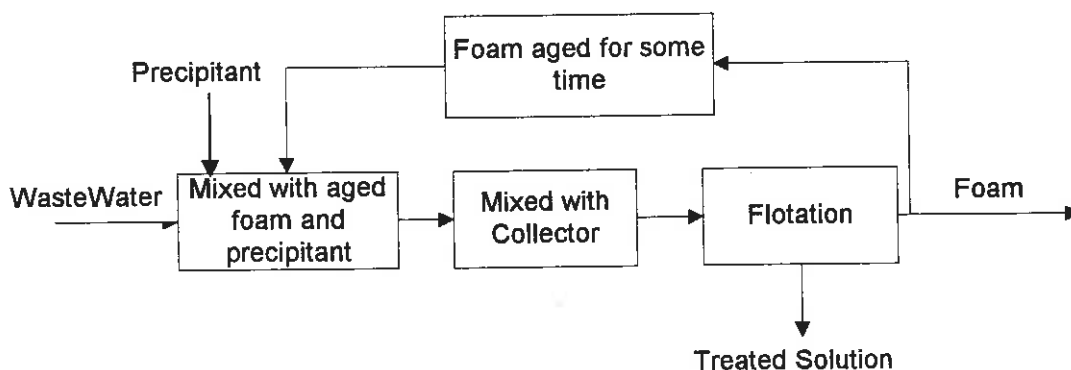 Foam aged for some
time
Precipitant
WasteWater
Mixed with aged
foam and
precipitant
Mixed with
Collector
Flotation
Foam
Treated Solution